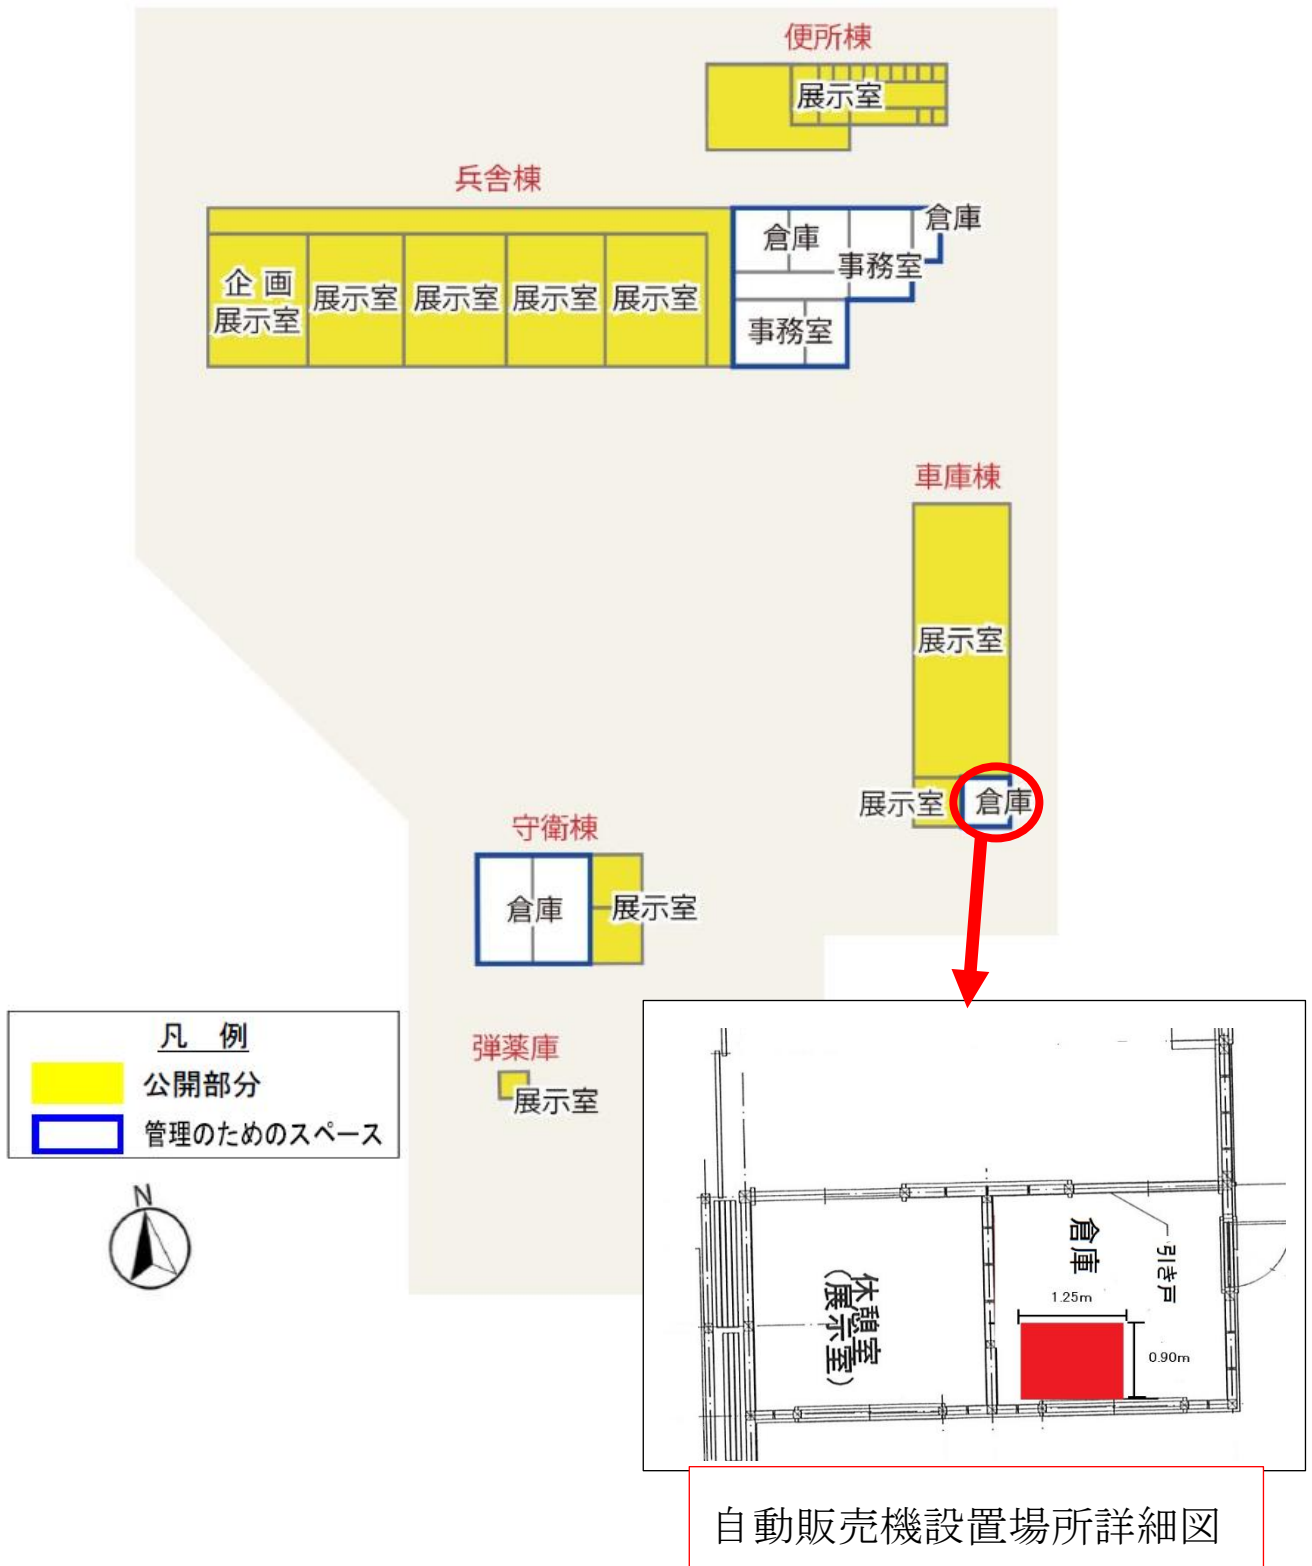 便所棟
展示室
兵舎棟
倉庫
倉庫
事務室
企 画
展示室
展示室
展示室
展示室
展示室
事務室
車庫棟
展示室
展示室
倉庫
守衛棟
倉庫
展示室
弾薬庫
展示室
凡 例
公開部分
管理のためのスペース
N
倉庫
引き戸
休憩室
(展示室)
1.25m
0.90m
自動販売機設置場所詳細図